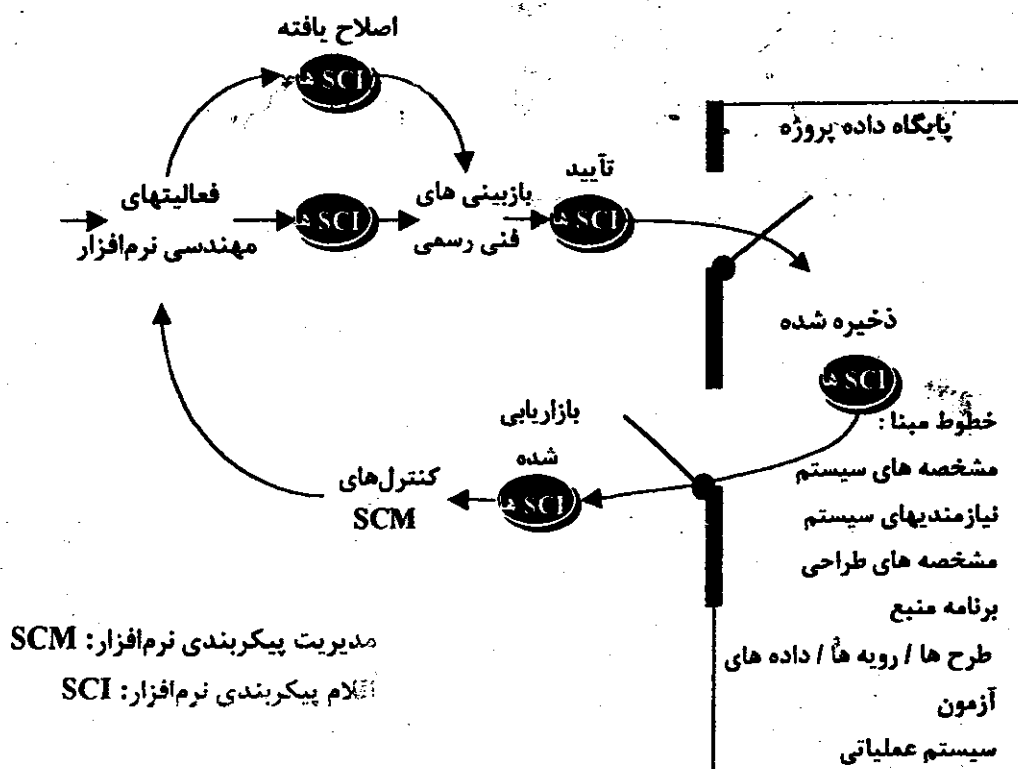 اصلاح یافته
SCI ها
پایگاه داده پروژه
فعالیتهای
مهندسی نرم‌افزار
SCI ها
بازبینی های
فنی رسمی
تآیید
SCI ها
ذخیره شده
SCI ها
بازاریابی
شده
SCI ها
کنترل‌های
SCM
خطوط مبنا :
مشخصه های سیستم
نیازمندیهای سیستم
مشخصه های طراحی
برنامه منبع
طرح ها / رویه ها / داده های
آزمون
سیستم عملیاتی
مدیریت پیکربندی نرم‌افزار: SCM
اقلام پیکربندی نرم‌افزار: SCI